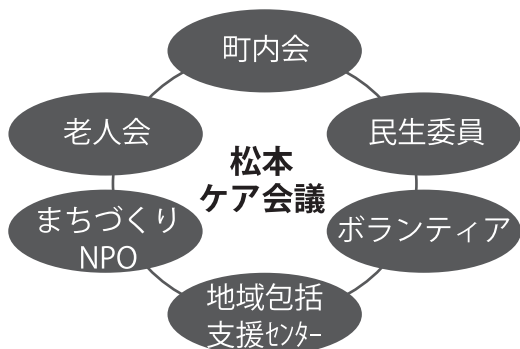 町内会
老人会
民生委員
松本
ケア会議
まちづくり
NPO
ボランティア
地域包括
支援ｾﾝﾀｰ